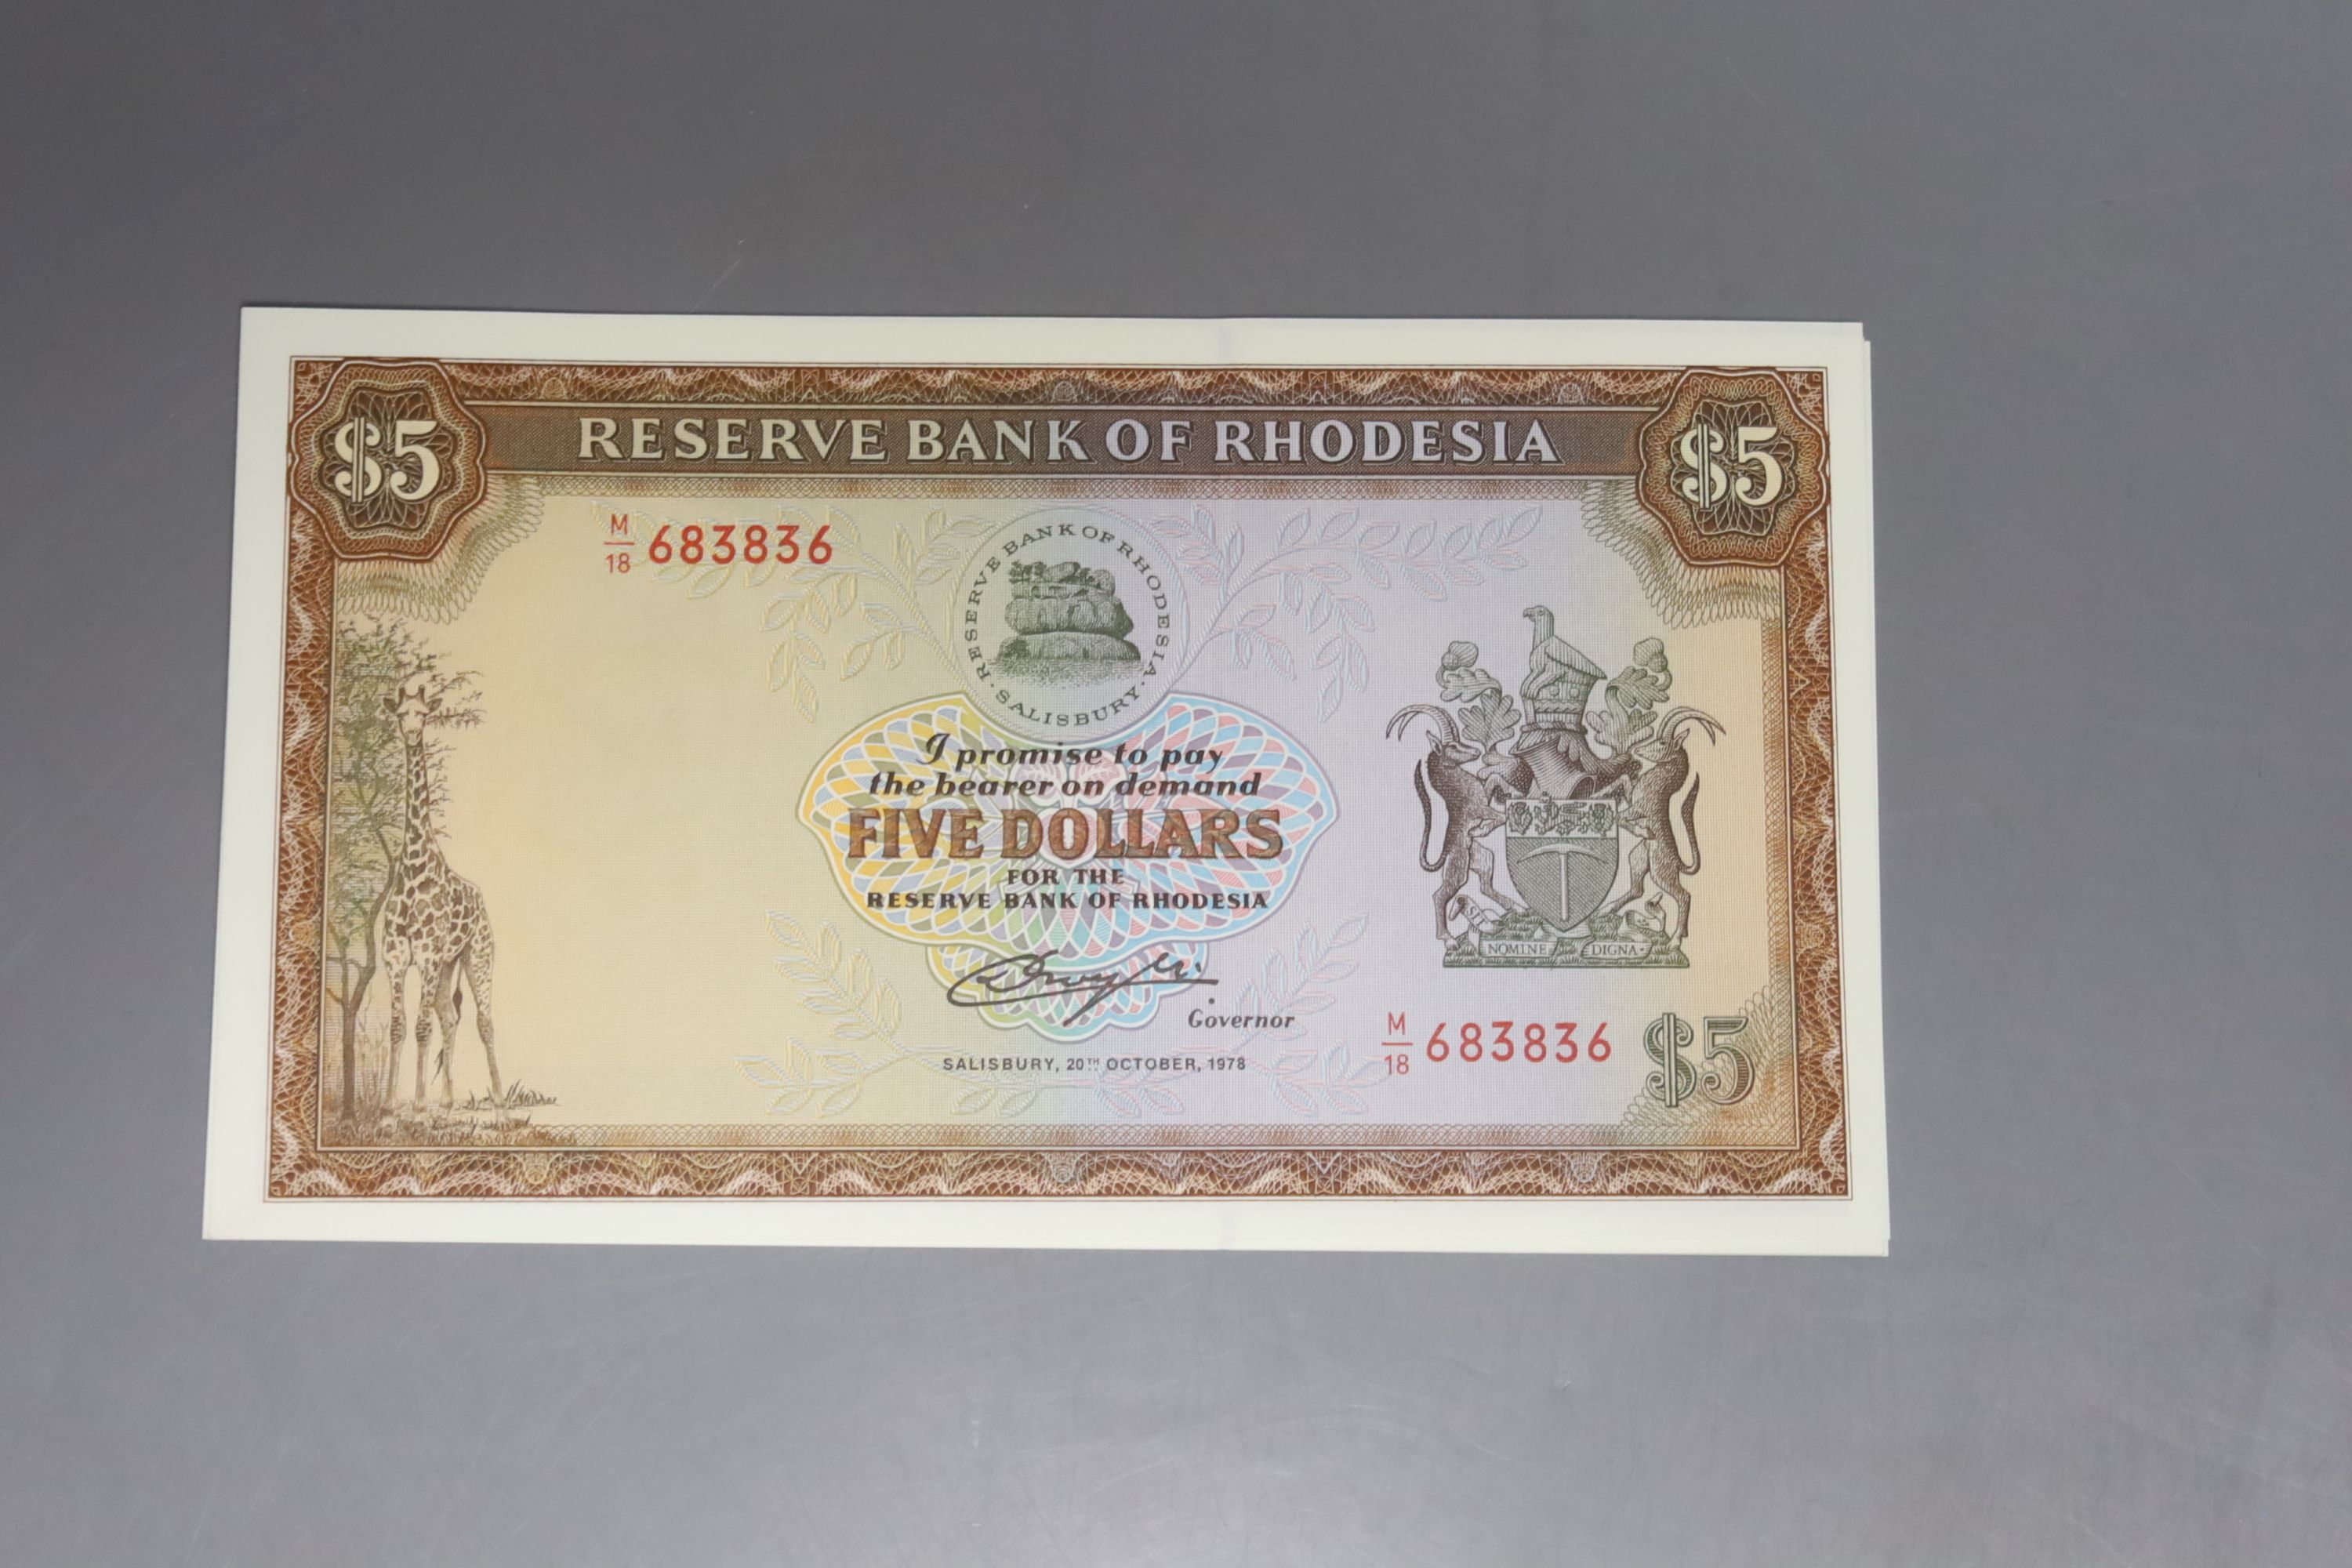 $5
RESERVE BANK OF RHODESIA
$5
M/18 683836
RESERVE BANK OF RHODESIA · SALISBURY ·
I promise to pay
the bearer on demand
FIVE DOLLARS
FOR THE
RESERVE BANK OF RHODESIA
Governor
SALISBURY, 20TH OCTOBER, 1978
SIT NOMINE DIGNA
M/18 683836
$5